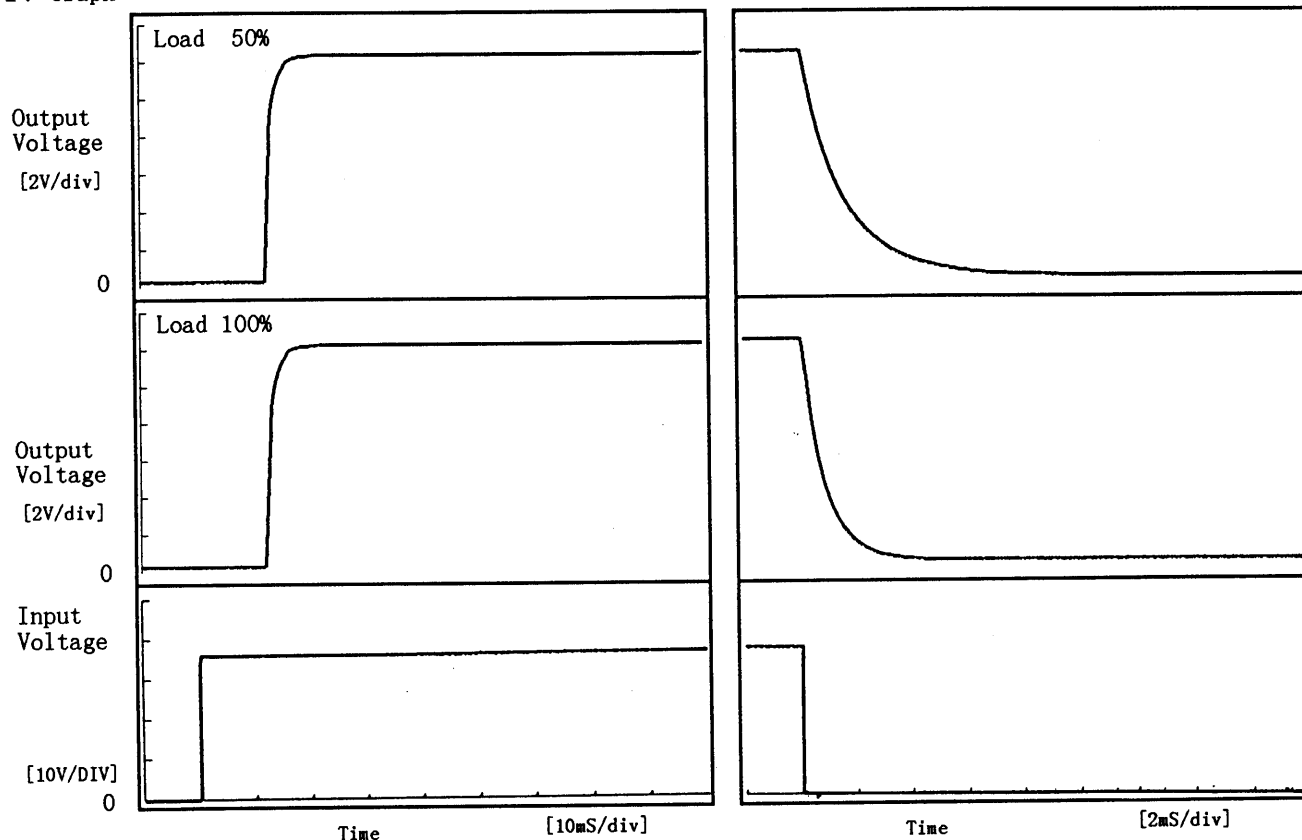 Load 50%
Output
Voltage
[2V/div]
0
Load 100%
Output
Voltage
[2V/div]
0
Input
Voltage
[10V/DIV]
0
Time [10mS/div]
Time [2mS/div]